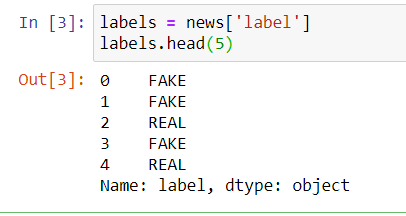 In [3]: labels = news['label']
labels.head(5)
Out[3]: 0    FAKE
1    FAKE
2    REAL
3    FAKE
4    REAL
Name: label, dtype: object